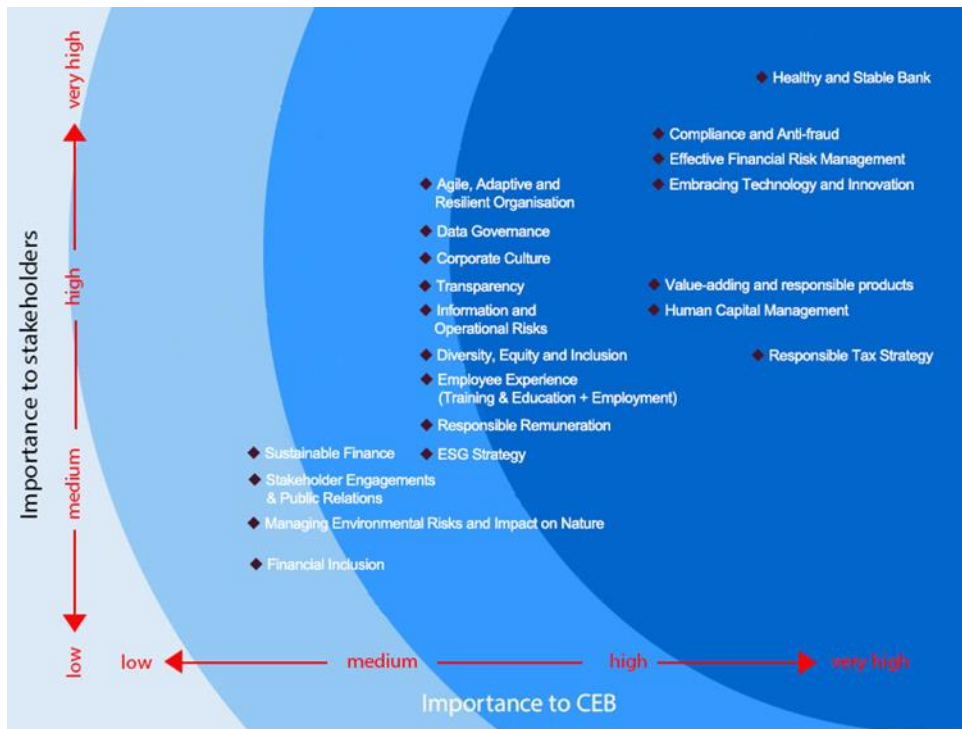 very high
high
medium
low
Importance to stakeholders
Healthy and Stable Bank
Compliance and Anti-fraud
Effective Financial Risk Management
Embracing Technology and Innovation
Agile, Adaptive and
Resilient Organisation
Data Governance
Corporate Culture
Transparency
Information and
Operational Risks
Value-adding and responsible products
Human Capital Management
Diversity, Equity and Inclusion
Responsible Tax Strategy
Employee Experience
(Training & Education + Employment)
Responsible Remuneration
ESG Strategy
Sustainable Finance
Stakeholder Engagements
& Public Relations
Managing Environmental Risks and Impact on Nature
Financial Inclusion
low
medium
high
very high
Importance to CEB